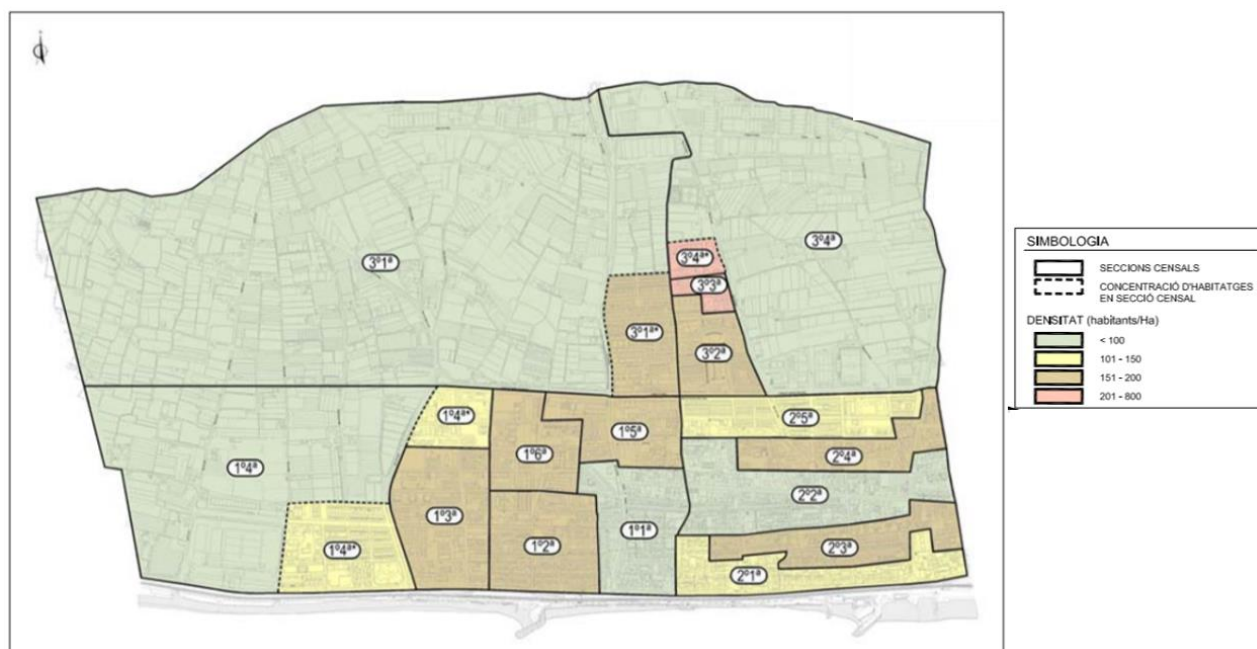 3º4ª
3º1ª
3º4ª*
3º3ª
3º1ª*
3º2ª
1º4ª*
1º5ª
2º5ª
1º6ª
2º4ª
1º4ª
2º2ª
1º3ª
1º4ª*
1º2ª
1º1ª
2º3ª
2º1ª
SIMBOLOGIA
SECCIONS CENSALS
CONCENTRACIÓ D'HABITATGES
EN SECCIÓ CENSAL
DENSITAT (habitants/Ha)
< 100
101 - 150
151 - 200
201 - 800